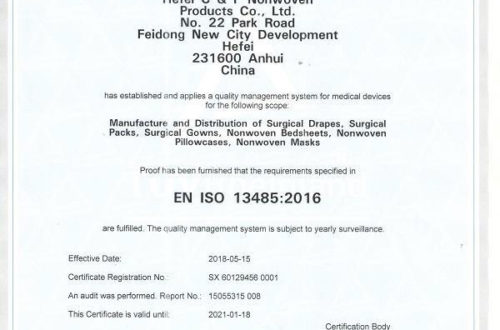 Hefei C & P Nonwoven
Products Co., Ltd.
No. 22 Park Road
Feidong New City Development
Hefei
231600 Anhui
China
has established and applies a quality management system for medical devices
for the following scope:
Manufacture and Distribution of Surgical Drapes, Surgical
Packs, Surgical Gowns, Nonwoven Bedsheets, Nonwoven
Pillowcases, Nonwoven Masks
Proof has been furnished that the requirements specified in
EN ISO 13485:2016
are fulfilled. The quality management system is subject to yearly surveillance.
Effective Date: 2018-05-15
Certificate Registration No.: SX 60129456 0001
An audit was performed. Report No.: 15055315 008
This Certificate is valid until: 2021-01-18
Certification Body